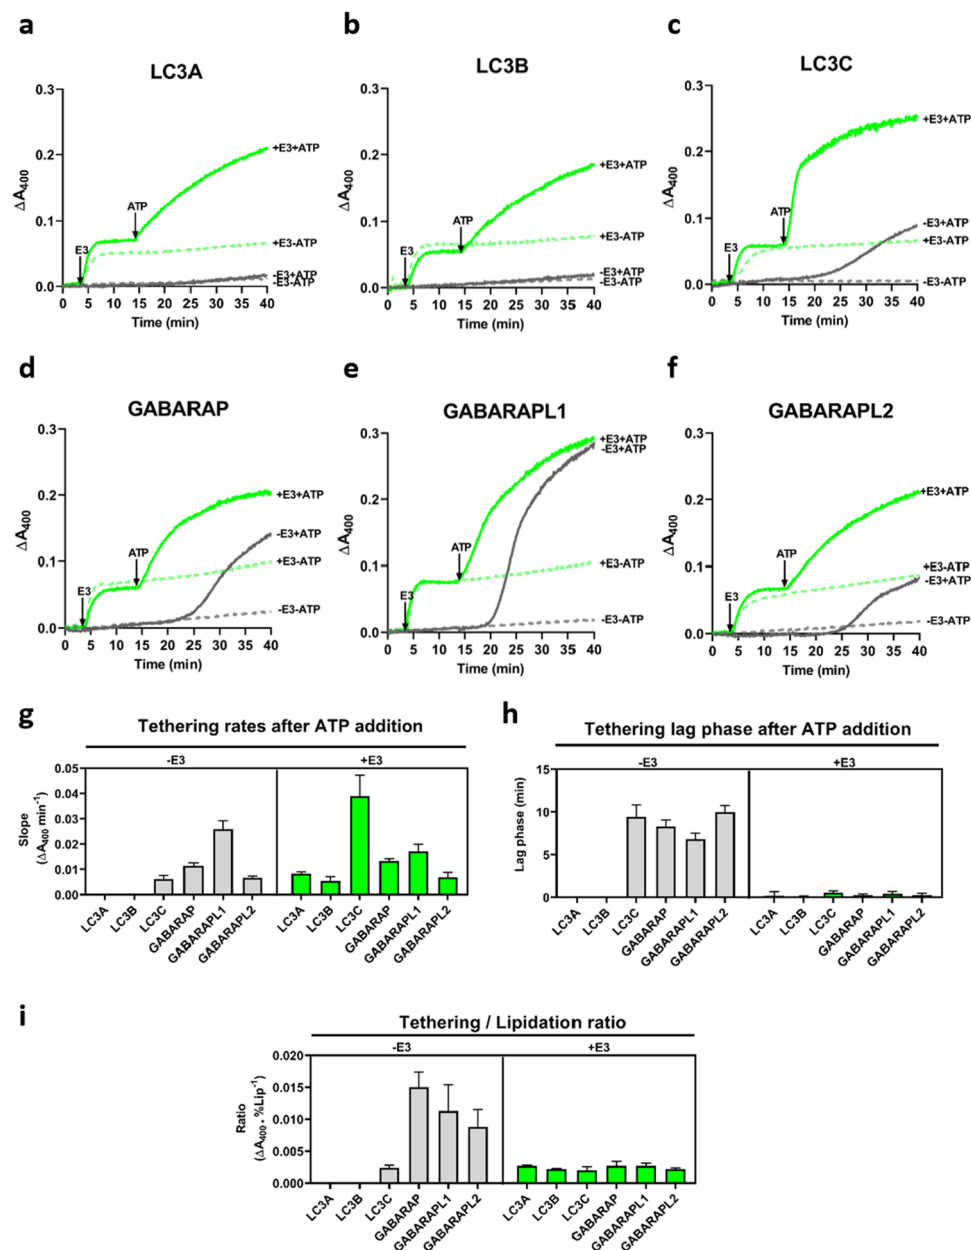 a
LC3A
0.3
0.2
0.1
0.0
ΔA400
E3
ATP
+E3+ATP
+E3-ATP
-E3+ATP
-E3-ATP
0 5 10 15 20 25 30 35 40
Time (min)
b
LC3B
0.3
0.2
0.1
0.0
ΔA400
E3
ATP
+E3+ATP
+E3-ATP
-E3+ATP
-E3-ATP
0 5 10 15 20 25 30 35 40
Time (min)
c
LC3C
0.3
0.2
0.1
0.0
ΔA400
E3
ATP
+E3+ATP
-E3+ATP
+E3-ATP
-E3-ATP
0 5 10 15 20 25 30 35 40
Time (min)
d
GABARAP
0.3
0.2
0.1
0.0
ΔA400
E3
ATP
+E3+ATP
-E3+ATP
+E3-ATP
-E3-ATP
0 5 10 15 20 25 30 35 40
Time (min)
e
GABARAPL1
0.3
0.2
0.1
0.0
ΔA400
E3
ATP
+E3+ATP
-E3+ATP
+E3-ATP
-E3-ATP
0 5 10 15 20 25 30 35 40
Time (min)
f
GABARAPL2
0.3
0.2
0.1
0.0
ΔA400
E3
ATP
+E3+ATP
+E3-ATP
-E3+ATP
-E3-ATP
0 5 10 15 20 25 30 35 40
Time (min)
g
Tethering rates after ATP addition
-E3 +E3
0.05
0.04
0.03
0.02
0.01
0.00
Slope
(ΔA400 min-1)
LC3A LC3B LC3C GABARAP GABARAPL1 GABARAPL2 LC3A LC3B LC3C GABARAP GABARAPL1 GABARAPL2
h
Tethering lag phase after ATP addition
-E3 +E3
15
10
5
0
Lag phase (min)
LC3A LC3B LC3C GABARAP GABARAPL1 GABARAPL2 LC3A LC3B LC3C GABARAP GABARAPL1 GABARAPL2
i
Tethering / Lipidation ratio
-E3 +E3
0.020
0.015
0.010
0.005
0.000
Ratio
(ΔA400 • %Lip-1)
LC3A LC3B LC3C GABARAP GABARAPL1 GABARAPL2 LC3A LC3B LC3C GABARAP GABARAPL1 GABARAPL2